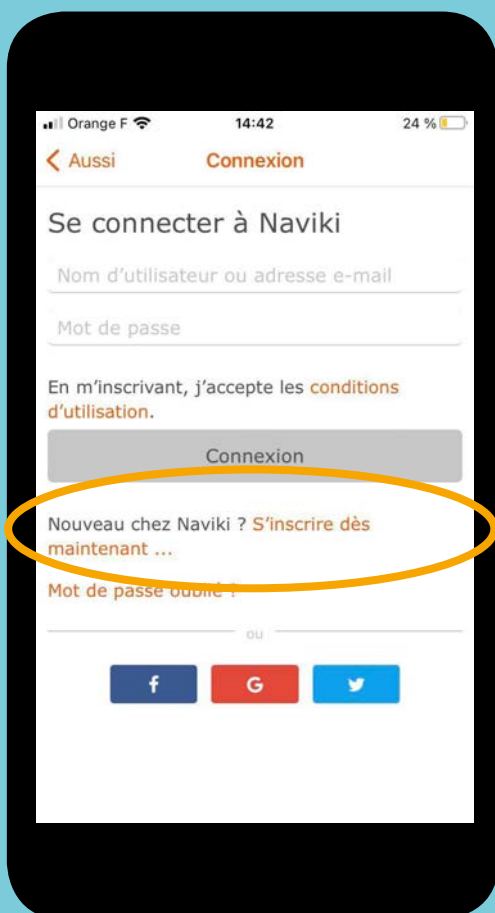 Orange F 14:42 24 %
Aussi Connexion
Se connecter à Naviki
Nom d’utilisateur ou adresse e-mail
Mot de passe
En m’inscrivant, j’accepte les conditions
d’utilisation.
Connexion
Nouveau chez Naviki ? S’inscrire dès
maintenant ...
Mot de passe oublié ?
ou
f G